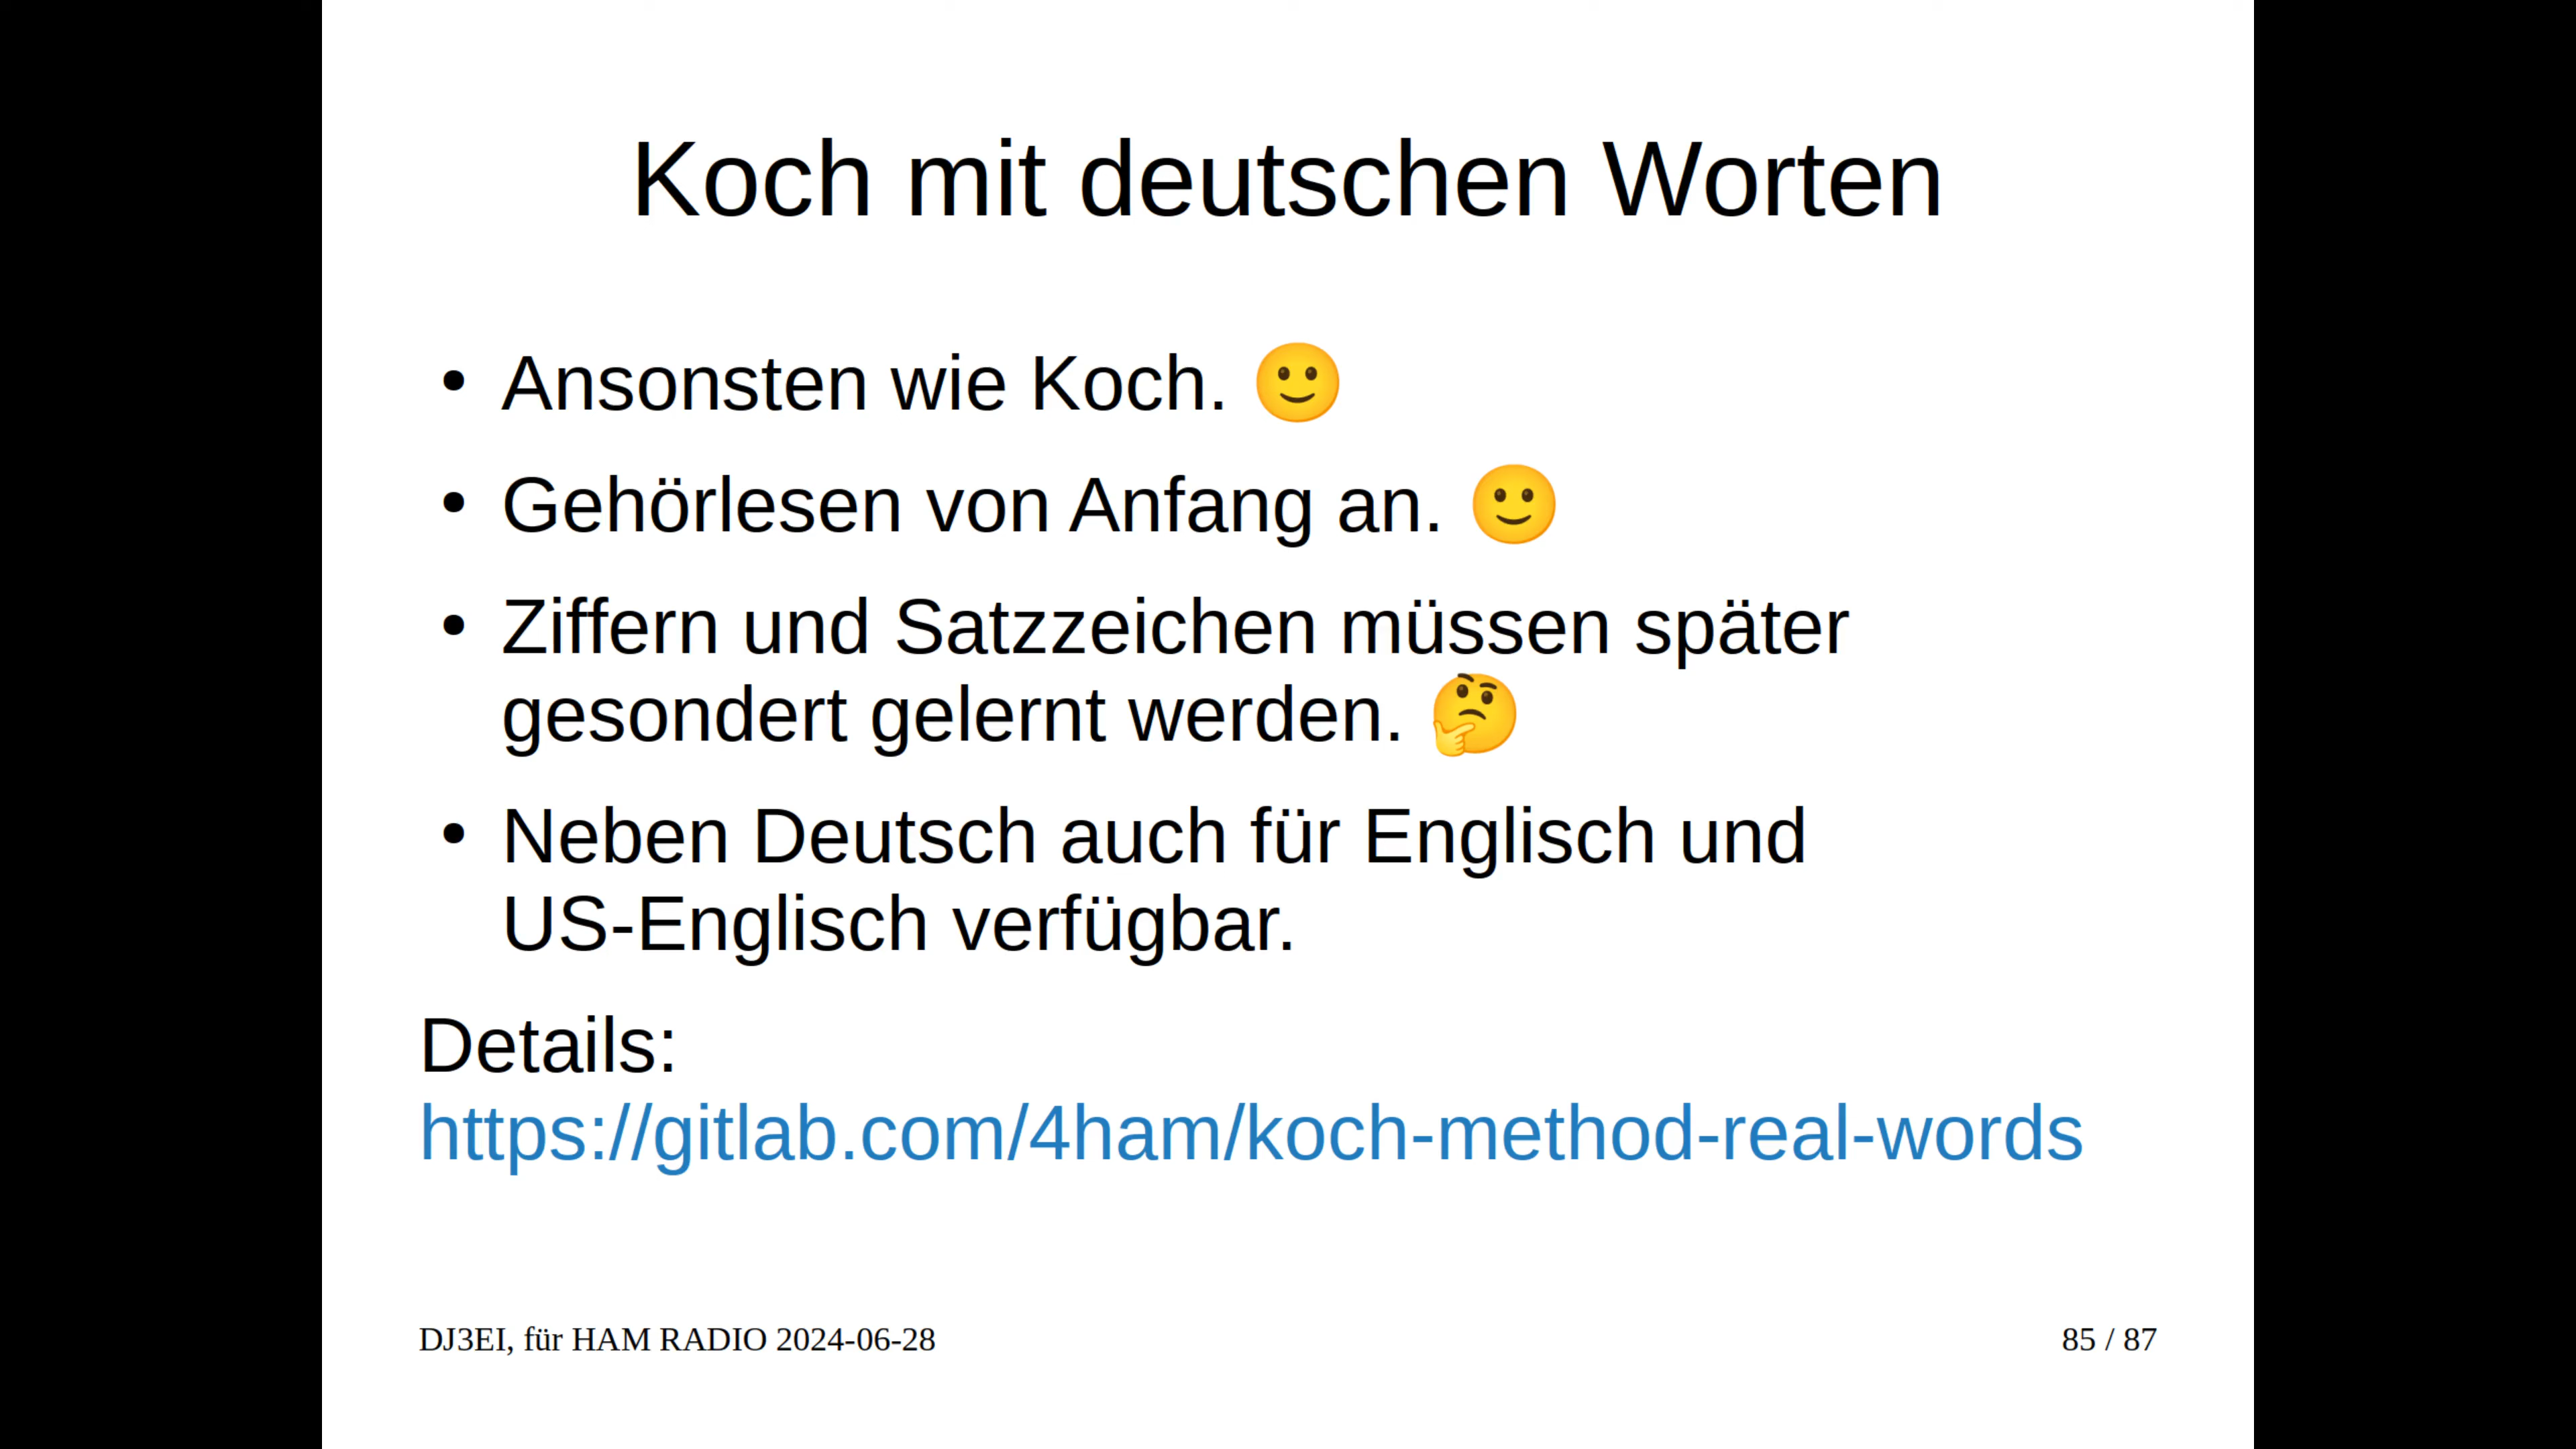 Koch mit deutschen Worten
• Ansonsten wie Koch. 🙂
• Gehörlesen von Anfang an. 🙂
• Ziffern und Satzzeichen müssen später
gesondert gelernt werden. 🤔
• Neben Deutsch auch für Englisch und
US-Englisch verfügbar.
Details:
https://gitlab.com/4ham/koch-method-real-words
DJ3EI, für HAM RADIO 2024-06-28
85 / 87